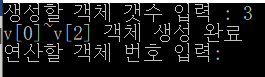 생성할 객체 갯수 입력 : 3
v[0]~v[2] 객체 생성 완료
연산할 객체 번호 입력: